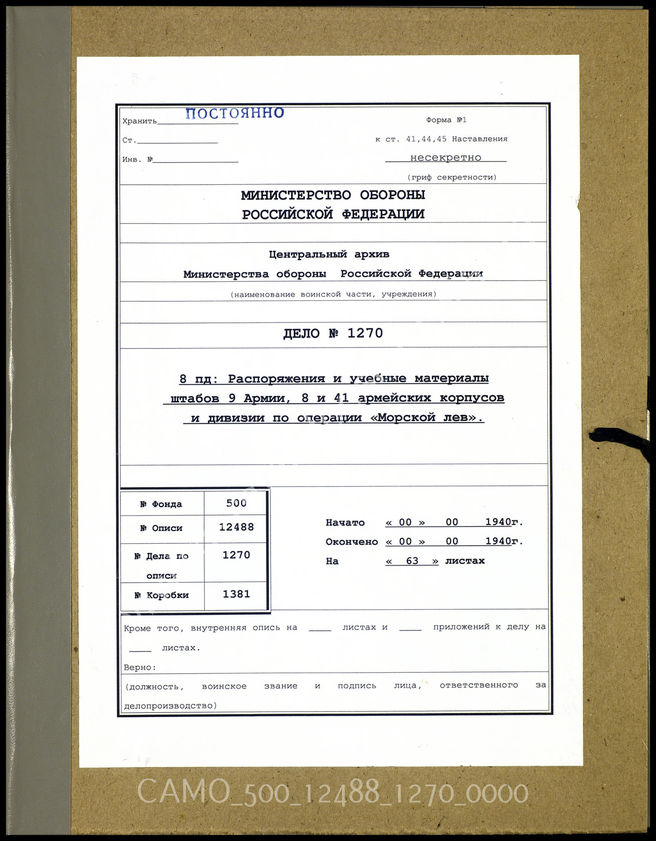 Хранить ПОСТОЯННО
Форма №1
Ст.
к ст. 41,44,45 Наставления
Инв. №
несекретно
(гриф секретности)
МИНИСТЕРСТВО ОБОРОНЫ
РОССИЙСКОЙ ФЕДЕРАЦИИ
Центральный архив
Министерства обороны Российской Федерации
(наименование воинской части, учреждения)
ДЕЛО № 1270
8 пд: Распоряжения и учебные материалы
штабов 9 Армии, 8 и 41 армейских корпусов
и дивизии по операции «Морской лев».
№ Фонда 500
№ Описи 12488
№ Дела по описи 1270
№ Коробки 1381
Начато « 00 » 00 1940г.
Окончено « 00 » 00 1940г.
На « 63 » листах
Кроме того, внутренняя опись на ____ листах и ____ приложений к делу на
____ листах.
Верно:
(должность, воинское звание и подпись лица, ответственного за
делопроизводство)
CAMO_500_12488_1270_0000